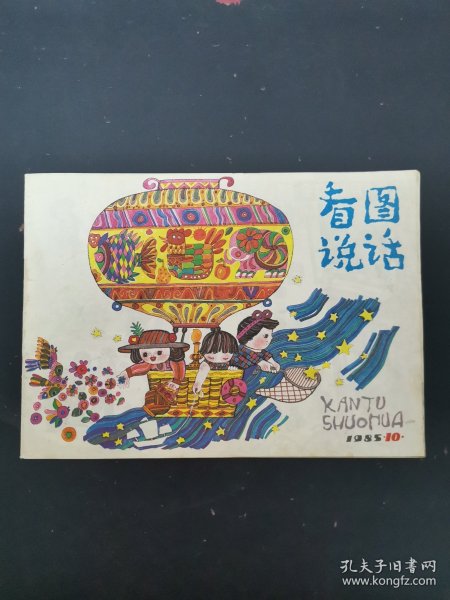 看图
说话
KANTU
SHUOHUA
1985·10·
孔夫子旧书网
www.kongfz.com